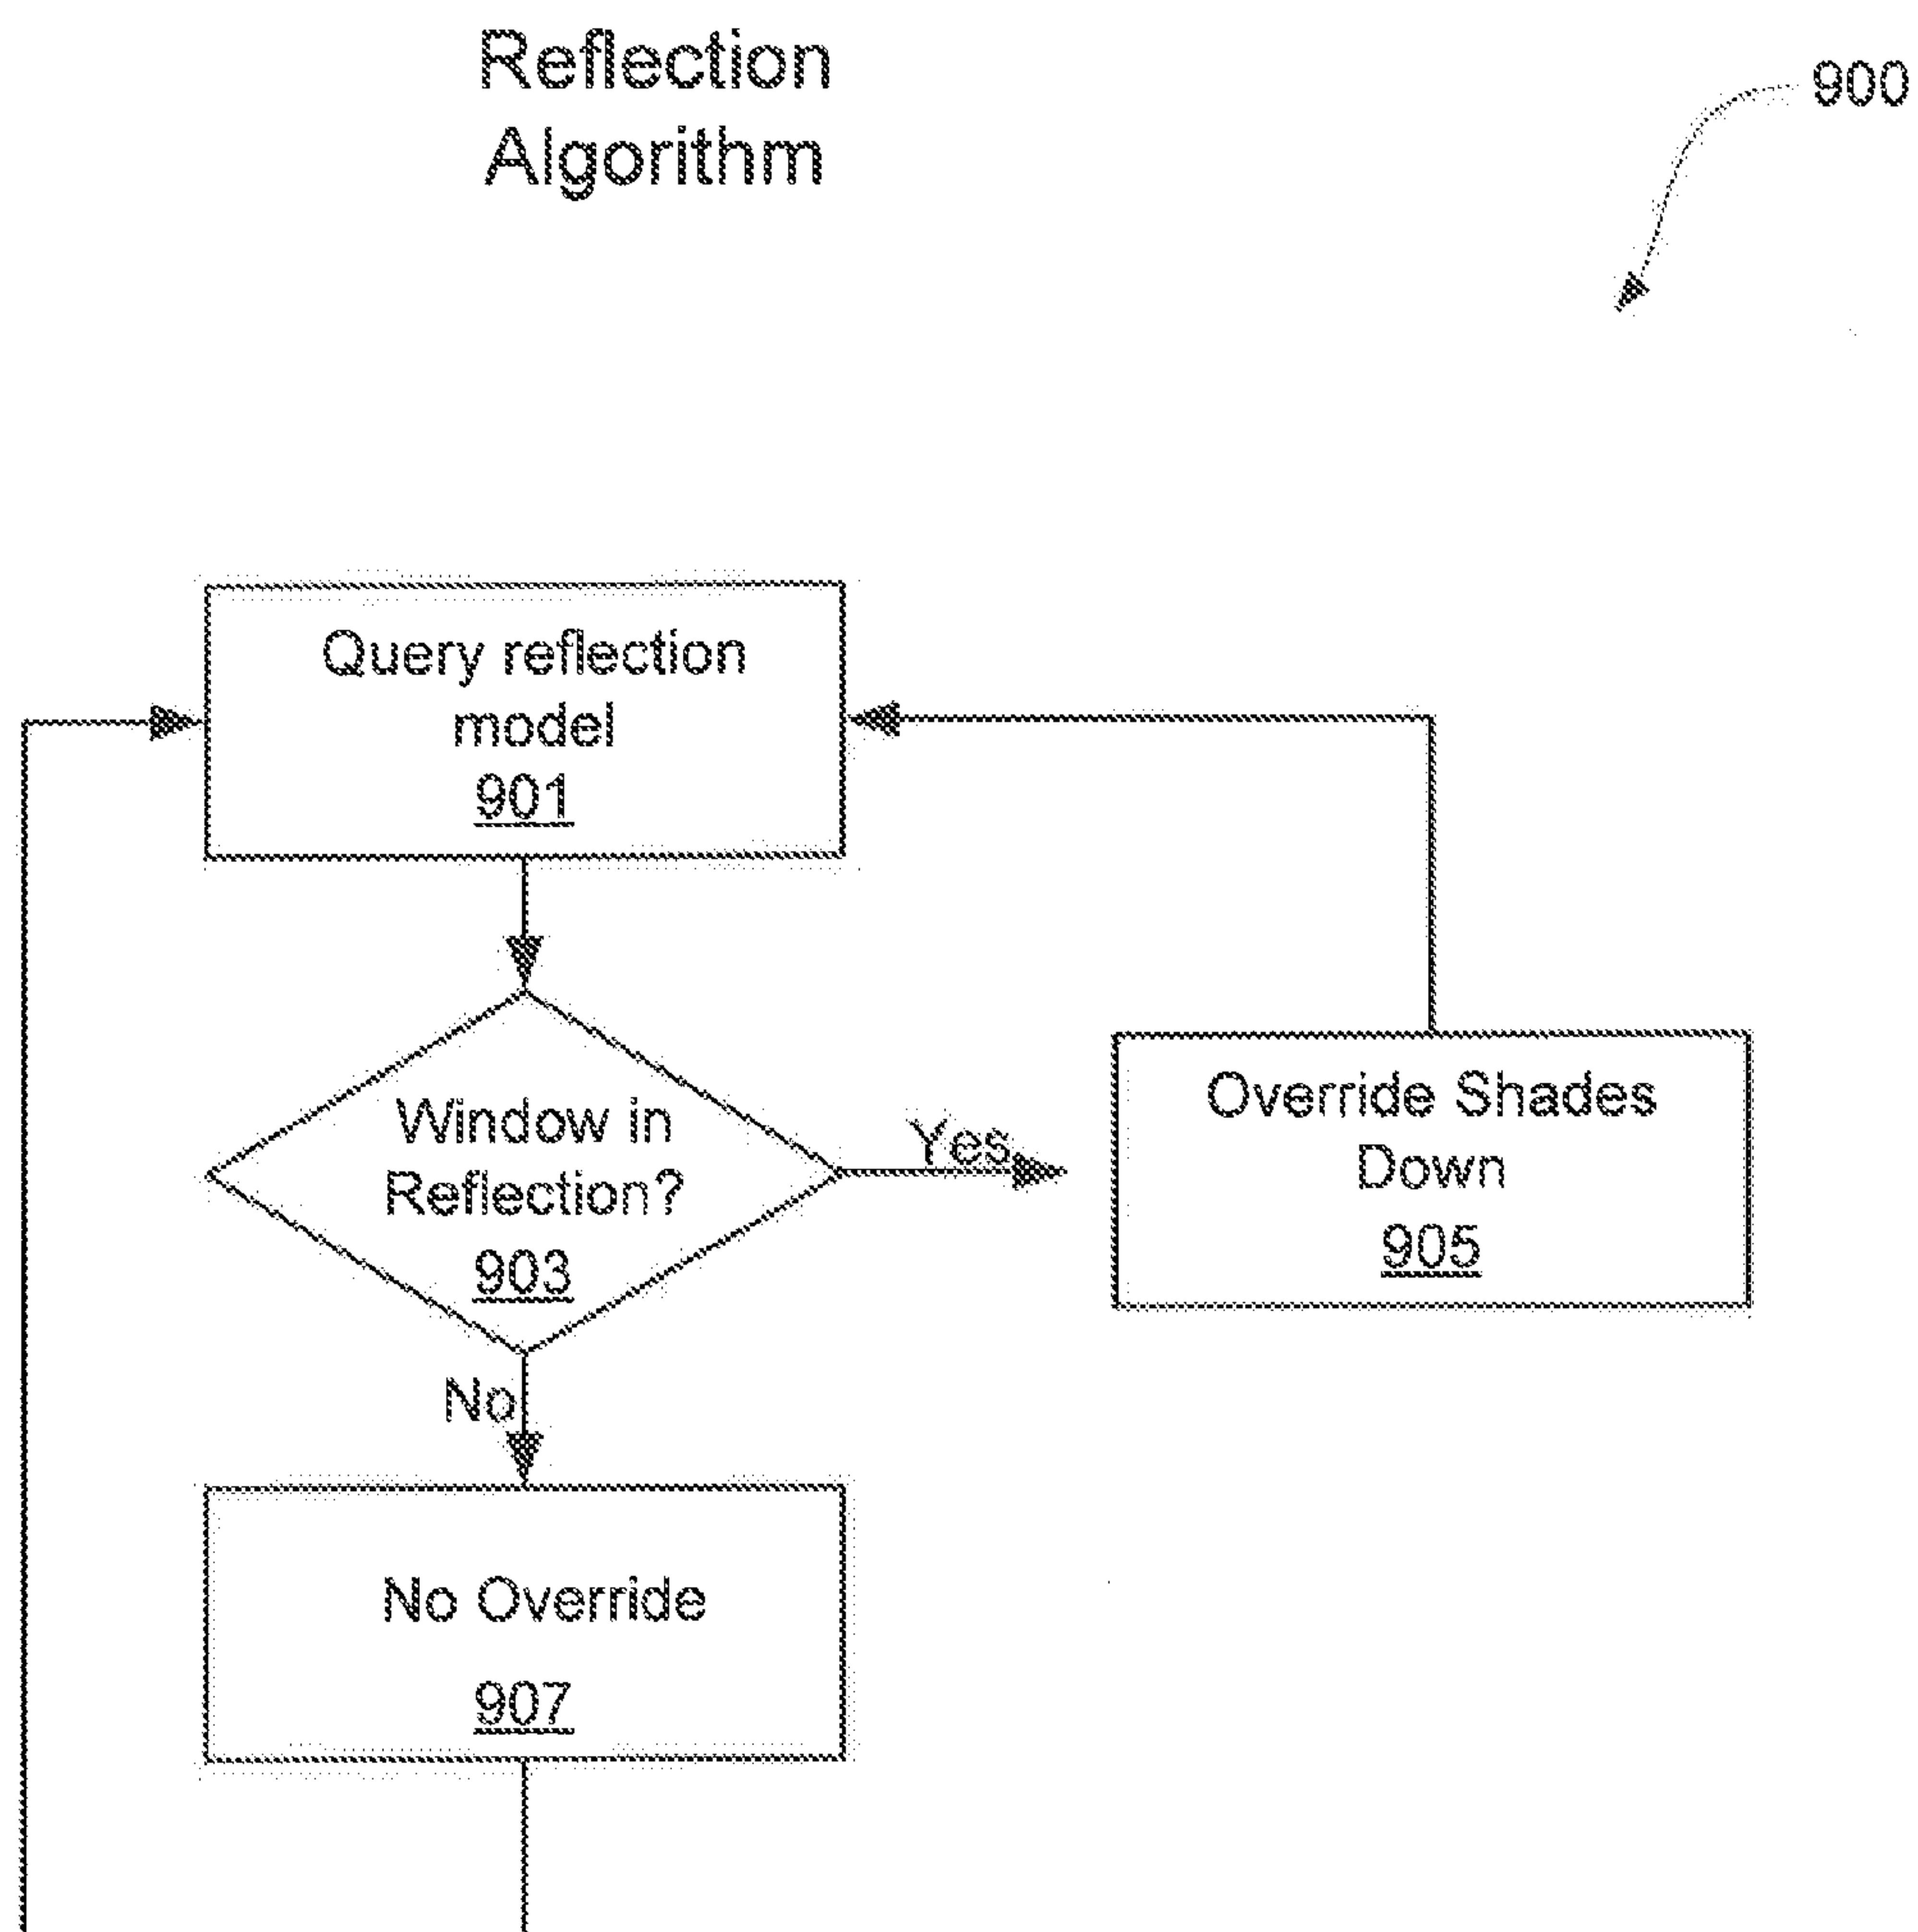 Reflection
Algorithm
900
Query reflection
model
901
Window in
Reflection?
903
Yes
Override Shades
Down
905
No
No Override
907